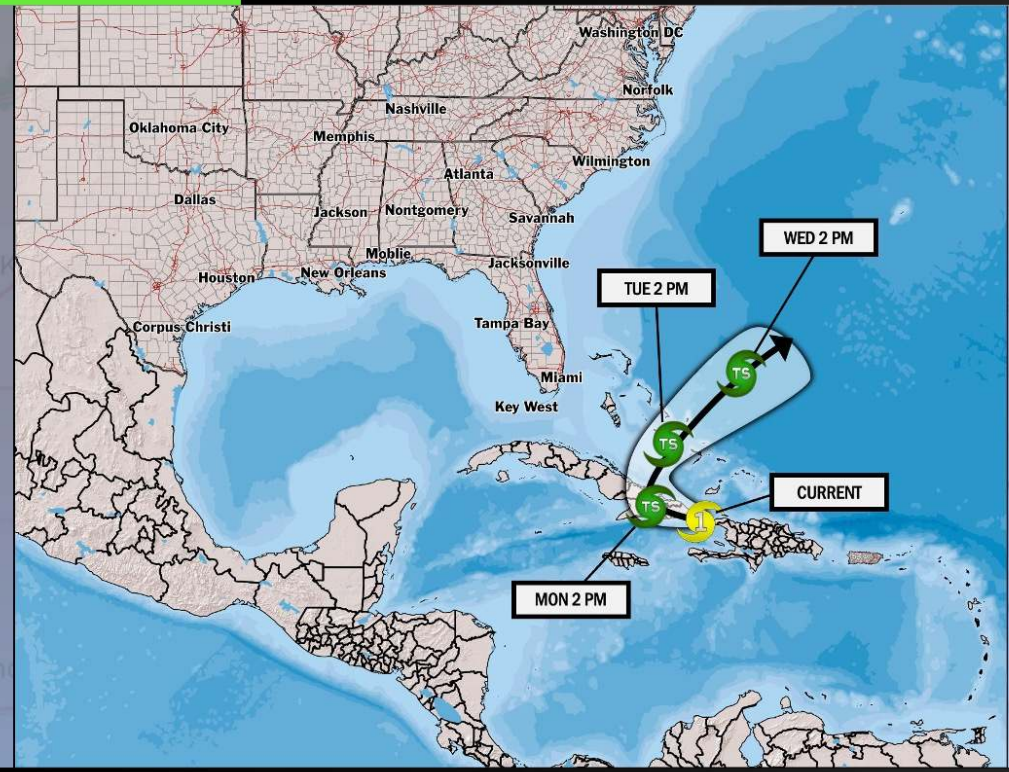 Washington DC
Norfolk
Nashville
Oklahoma City
Memphis
Wilmington
Atlanta
Dallas
Jackson
Nontgomery
Savannah
WED 2 PM
Moblie
Jacksonville
New Orleans
Houston
TUE 2 PM
Corpus Christi
Tampa Bay
TS
Miami
Key West
TS
CURRENT
TS
1
MON 2 PM